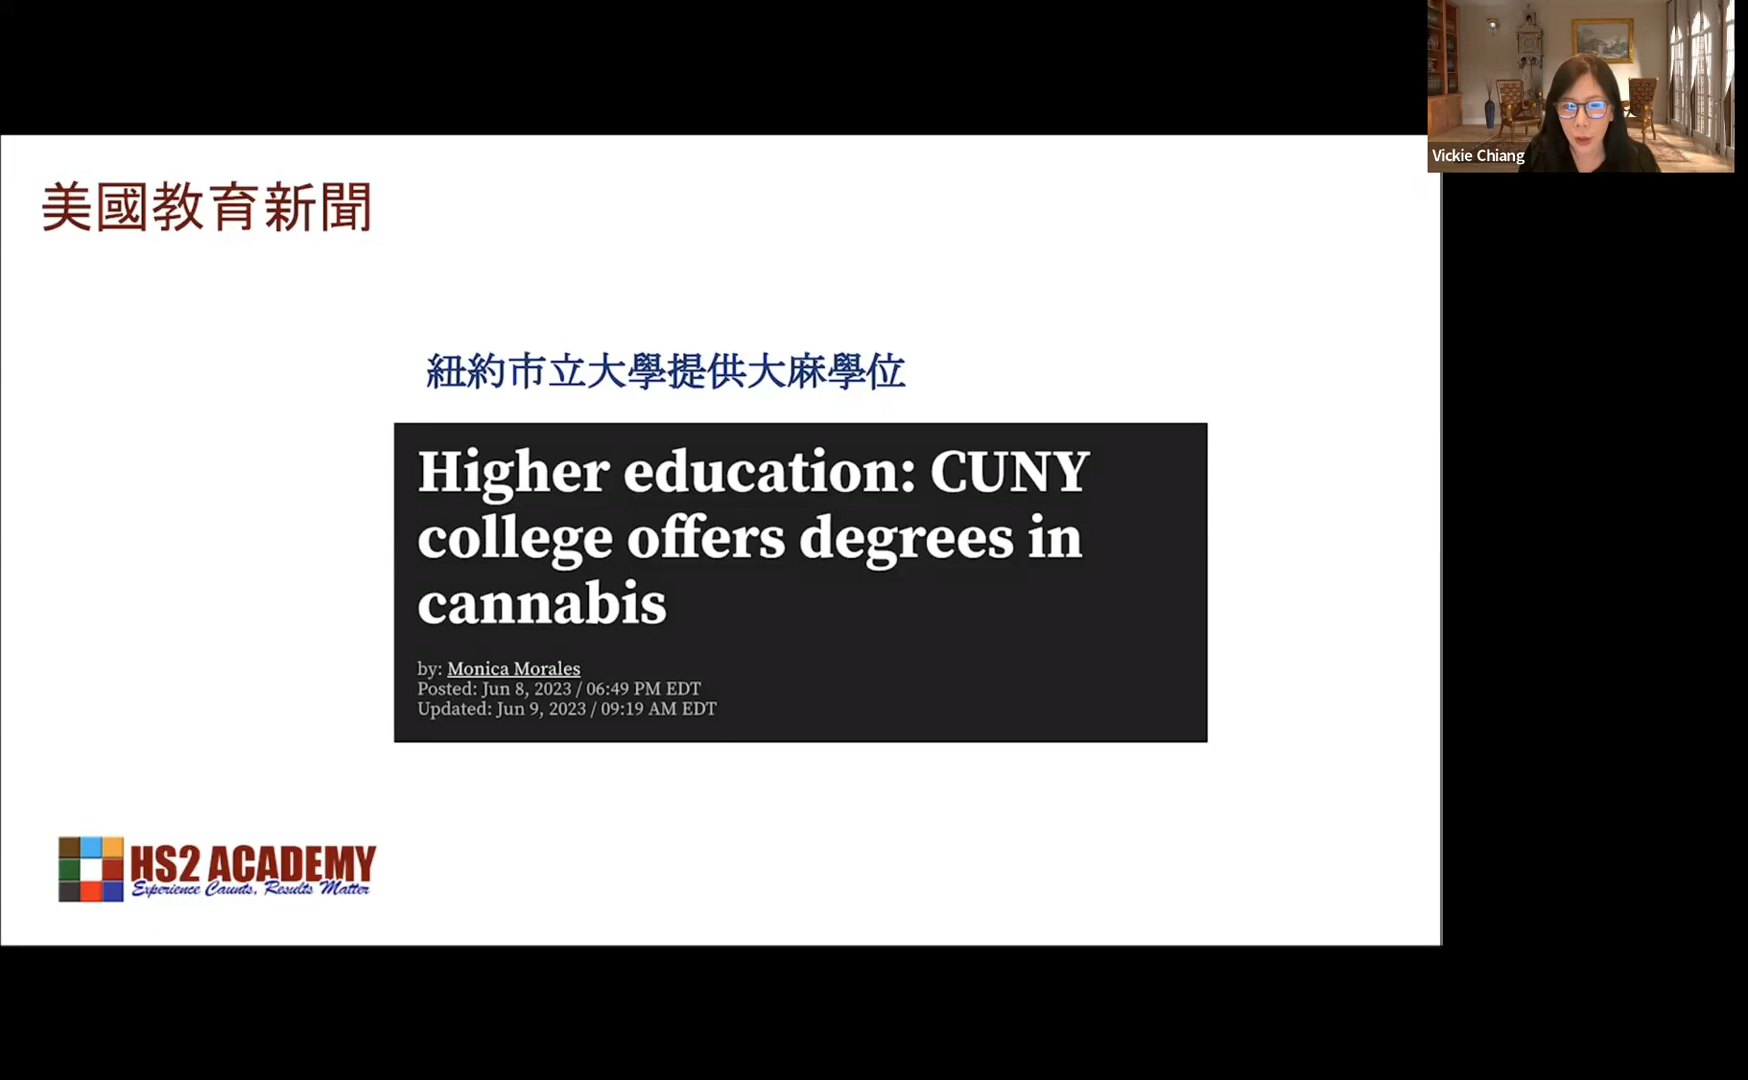 Vickie Chiang
美國教育新聞
紐約市立大學提供大麻學位
Higher education: CUNY
college offers degrees in
cannabis
by: Monica Morales
Posted: Jun 8, 2023 / 06:49 PM EDT
Updated: Jun 9, 2023 / 09:19 AM EDT
HS2 ACADEMY
Experience Counts, Results Matter